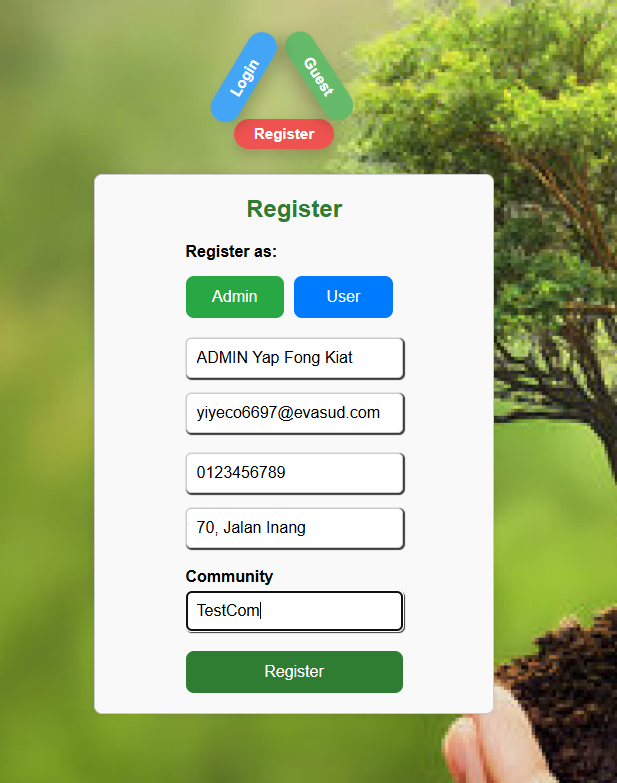 Login
Guest
Register
Register
Register as:
Admin
User
ADMIN Yap Fong Kiat
yiyeco6697@evasud.com
0123456789
70, Jalan Inang
Community
TestCom
Register